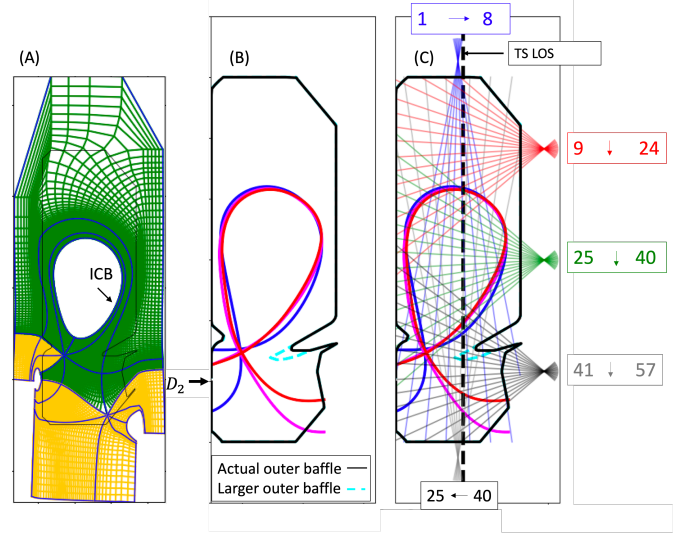 1 → 8
(A)
(B)
(C)
TS LOS
9 ↓ 24
ICB
25 ↓ 40
D₂
41 ↓ 57
Actual outer baffle
Larger outer baffle
25 ← 40